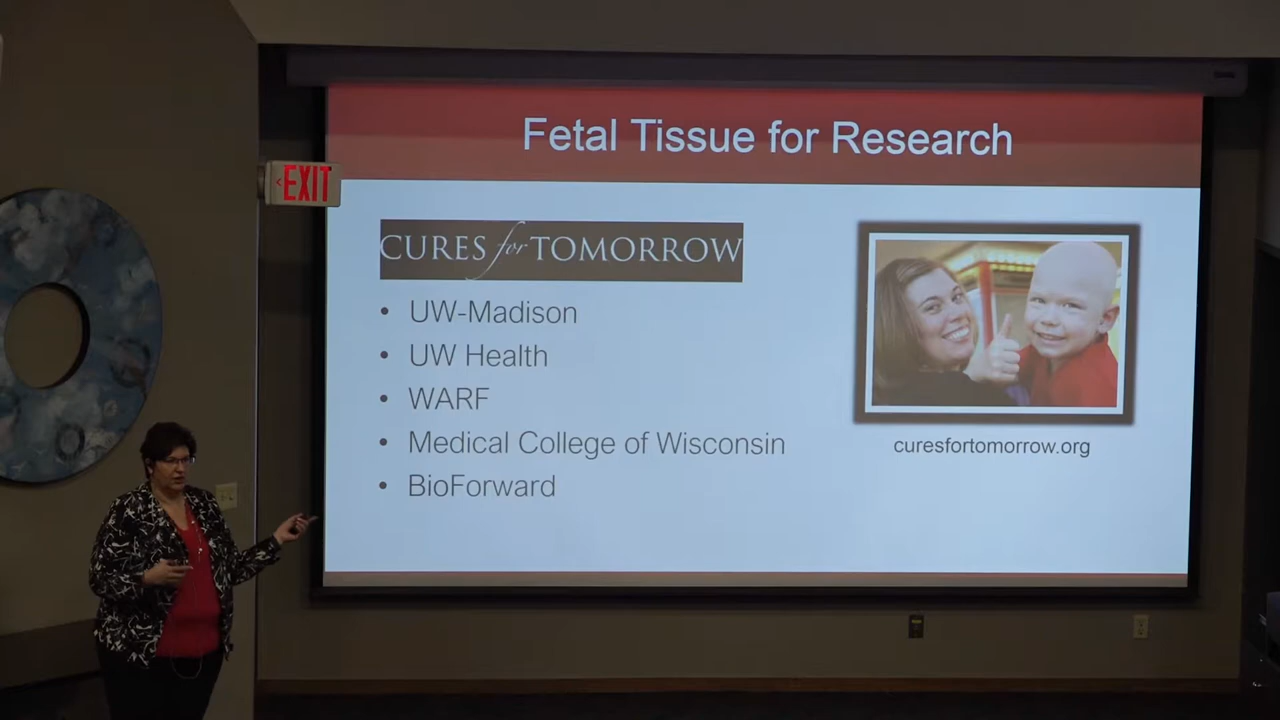 Fetal Tissue for Research
<EXIT
CURES for TOMORROW
• UW-Madison
• UW Health
• WARF
• Medical College of Wisconsin
• BioForward
curesfortomorrow.org